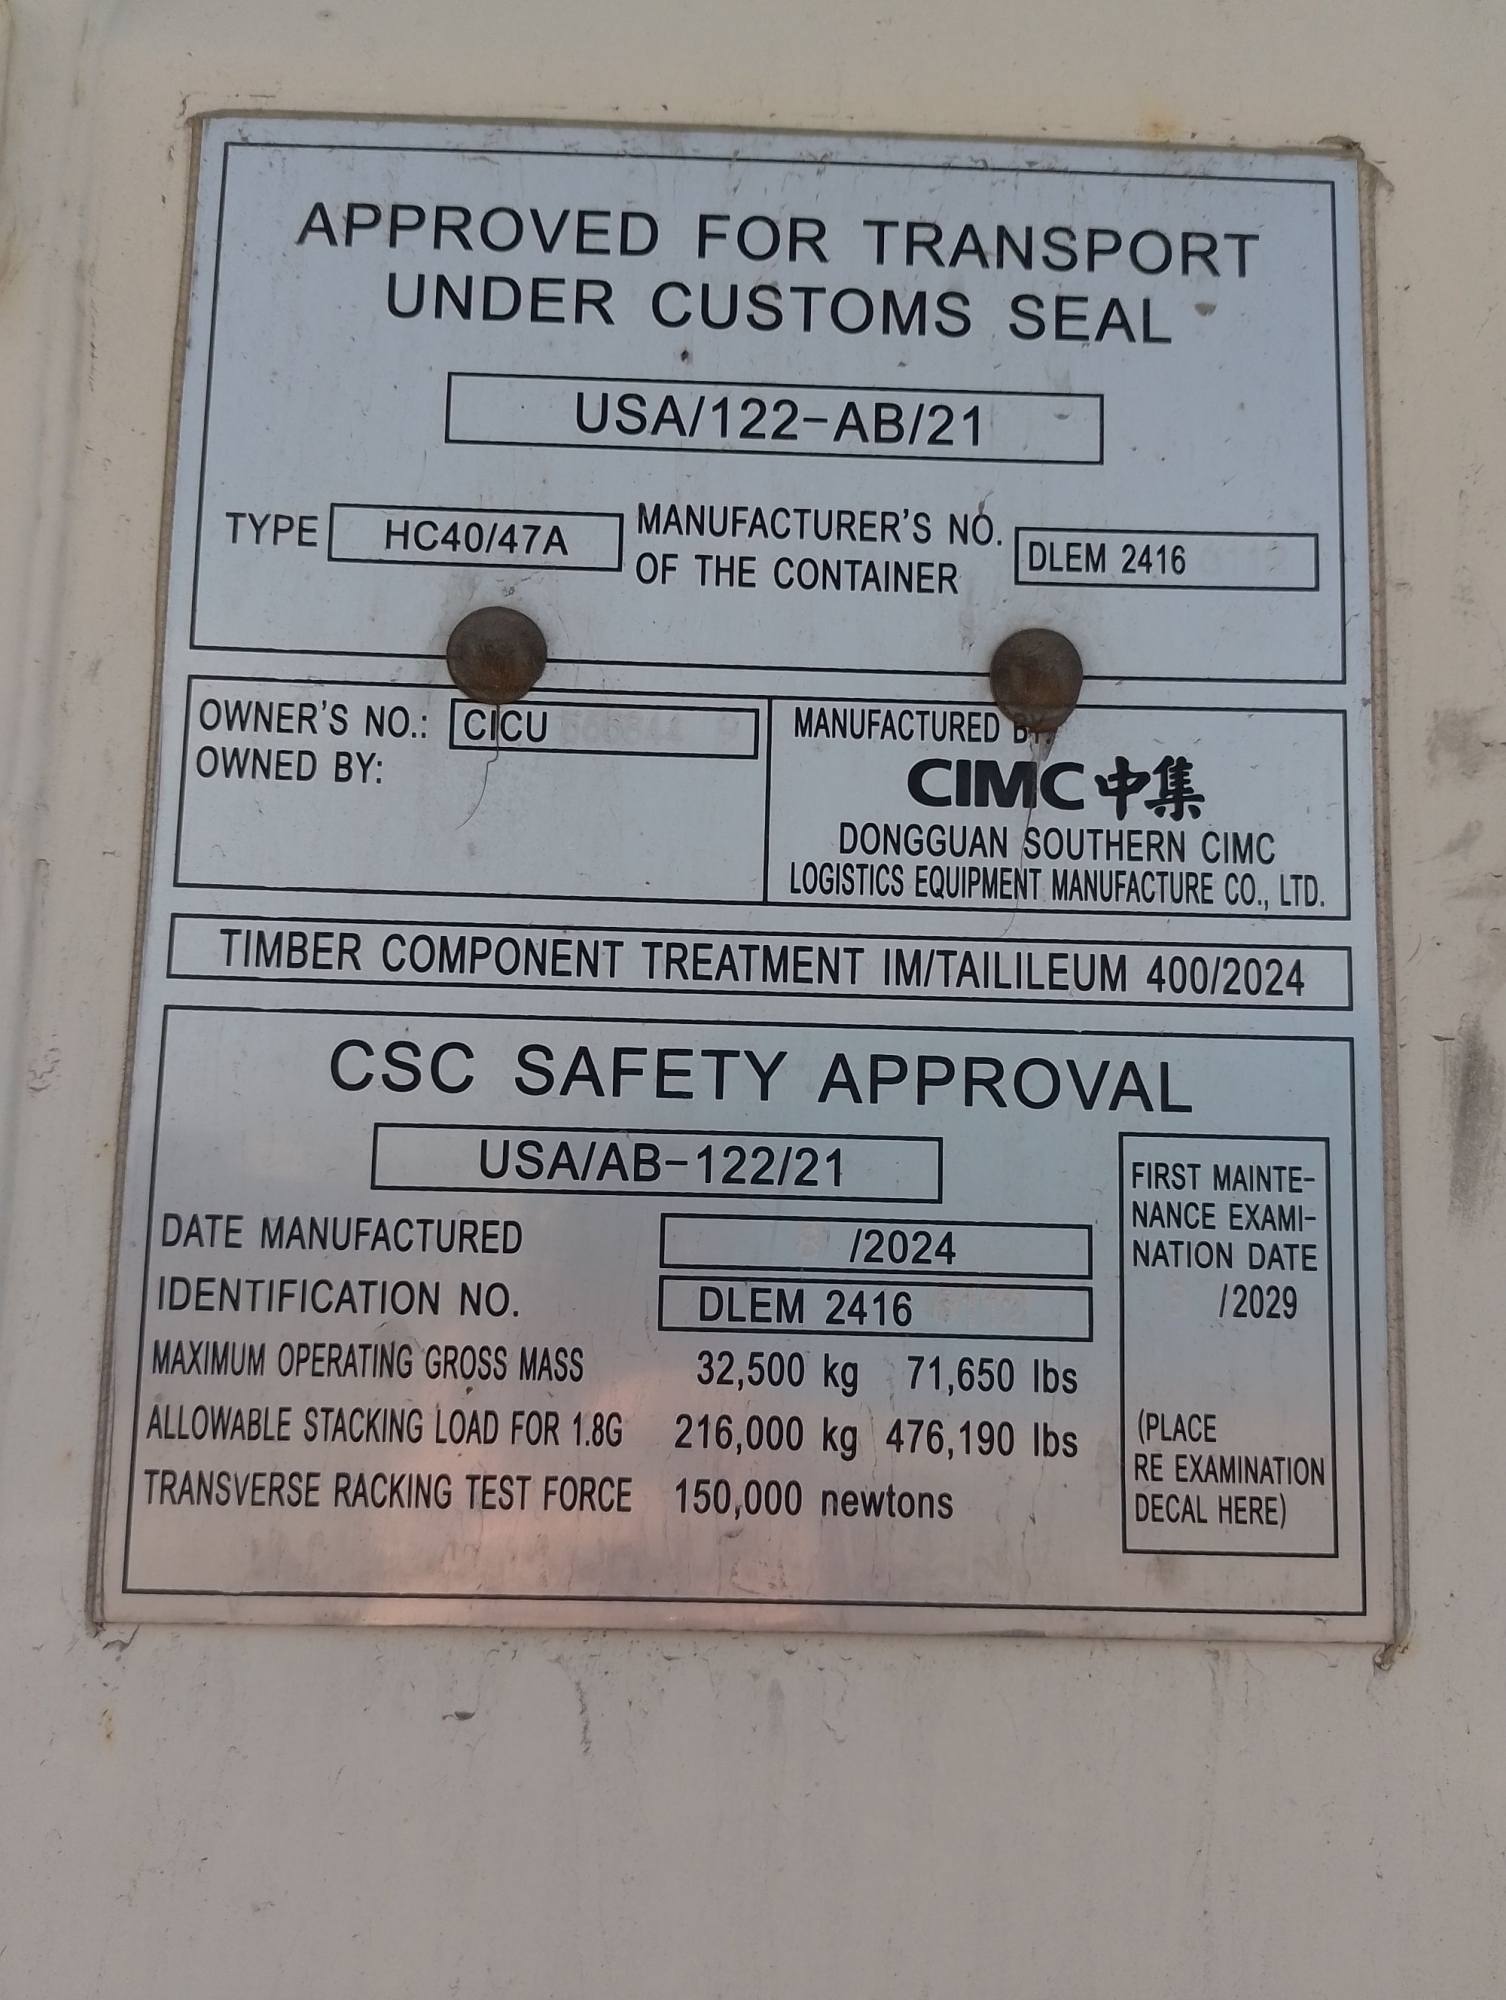 APPROVED FOR TRANSPORT
UNDER CUSTOMS SEAL
USA/122-AB/21
TYPE HC40/47A MANUFACTURER'S NO.
OF THE CONTAINER DLEM 2416
OWNER'S NO.: CICU
OWNED BY:
MANUFACTURED BY:
CIMC中集
DONGGUAN SOUTHERN CIMC
LOGISTICS EQUIPMENT MANUFACTURE CO., LTD.
TIMBER COMPONENT TREATMENT IM/TAILILEUM 400/2024
CSC SAFETY APPROVAL
USA/AB-122/21
DATE MANUFACTURED /2024
IDENTIFICATION NO. DLEM 2416
MAXIMUM OPERATING GROSS MASS 32,500 kg 71,650 lbs
ALLOWABLE STACKING LOAD FOR 1.8G 216,000 kg 476,190 lbs
TRANSVERSE RACKING TEST FORCE 150,000 newtons
FIRST MAINTE-
NANCE EXAMI-
NATION DATE
/2029
(PLACE
RE EXAMINATION
DECAL HERE)